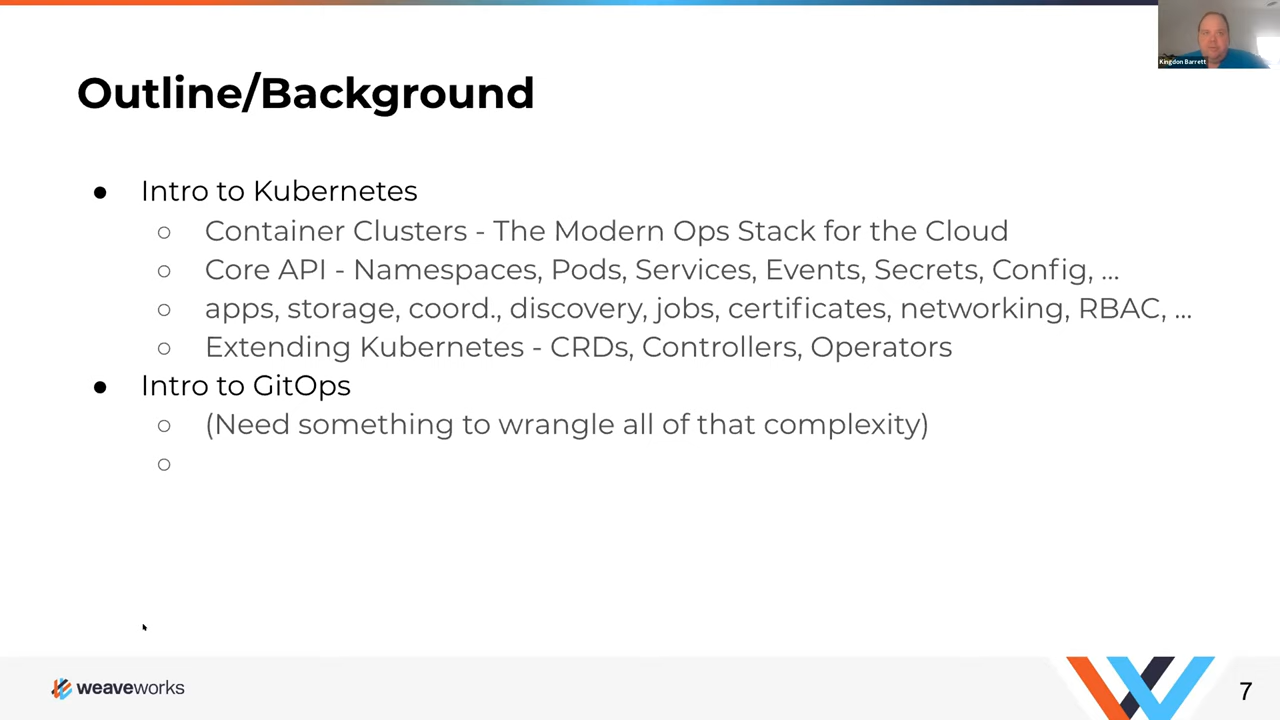 Kingdon Barrett
Outline/Background
● Intro to Kubernetes
○ Container Clusters - The Modern Ops Stack for the Cloud
○ Core API - Namespaces, Pods, Services, Events, Secrets, Config, ...
○ apps, storage, coord., discovery, jobs, certificates, networking, RBAC, ...
○ Extending Kubernetes - CRDs, Controllers, Operators
● Intro to GitOps
○ (Need something to wrangle all of that complexity)
○
weaveworks
7